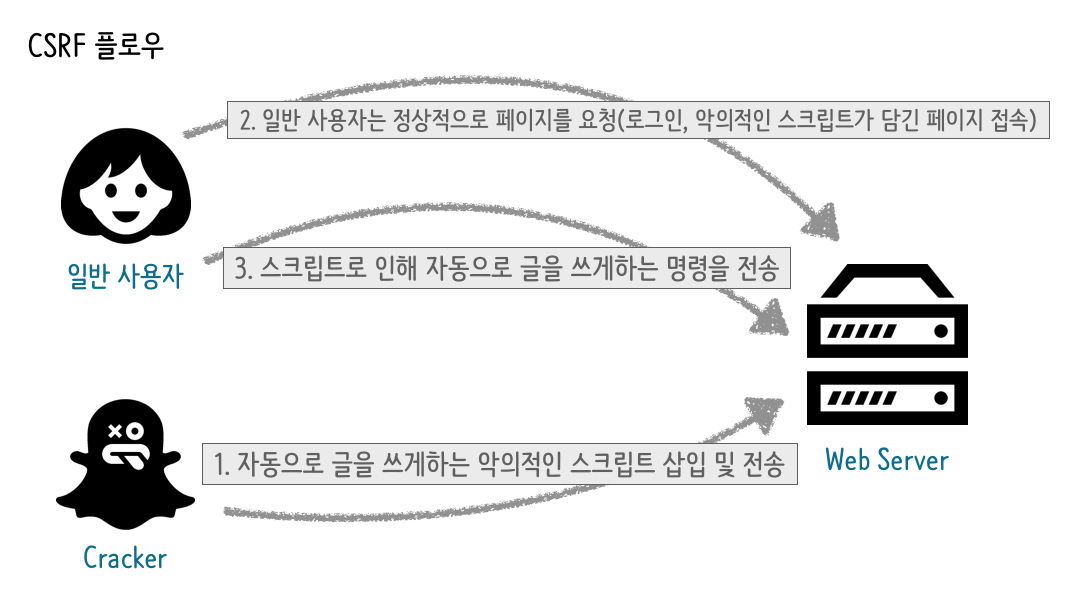 CSRF 플로우
2. 일반 사용자는 정상적으로 페이지를 요청(로그인, 악의적인 스크립트가 담긴 페이지 접속)
일반 사용자
3. 스크립트로 인해 자동으로 글을 쓰게하는 명령을 전송
1. 자동으로 글을 쓰게하는 악의적인 스크립트 삽입 및 전송
Web Server
Cracker